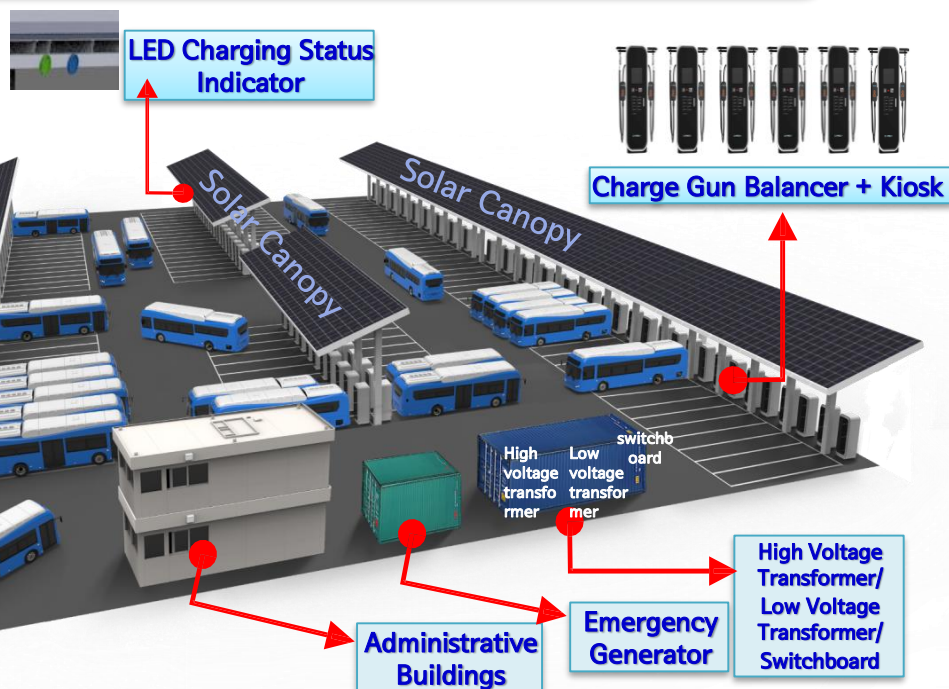 LED Charging Status
Indicator
Charge Gun Balancer + Kiosk
Solar Canopy
Solar Canopy
High
voltage
transfo
rmer
Low
voltage
transfor
mer
switchb
oard
High Voltage
Transformer/
Low Voltage
Transformer/
Switchboard
Emergency
Generator
Administrative
Buildings